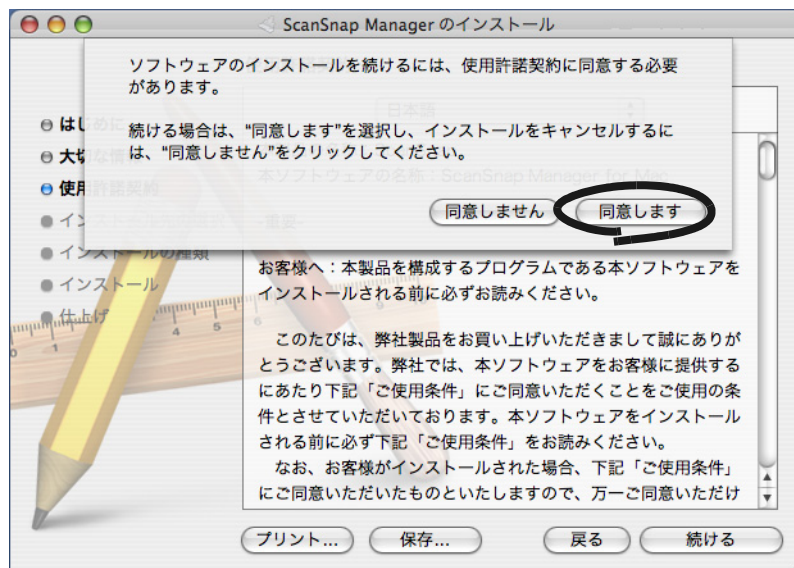 ScanSnap Manager のインストール
ソフトウェアのインストールを続けるには、使用許諾契約に同意する必要
があります。
続ける場合は、“同意します”を選択し、インストールをキャンセルするに
は、“同意しません”をクリックしてください。
同意しません
同意します
はじめに
大切な情報
使用許諾契約
インストールの種類
インストール
仕上げ
日本語
本ソフトウェアの名称：ScanSnap Manager for Mac
-重要-
お客様へ：本製品を構成するプログラムである本ソフトウェアを
インストールされる前に必ずお読みください。
このたびは、弊社製品をお買い上げいただきまして誠にありが
とうございます。弊社では、本ソフトウェアをお客様に提供する
にあたり下記「ご使用条件」にご同意いただくことをご使用の条
件とさせていただいております。本ソフトウェアをインストール
される前に必ず下記「ご使用条件」をお読みください。
なお、お客様がインストールされた場合、下記「ご使用条件」
にご同意いただいたものといたしますので、万一ご同意いただけ
プリント...
保存...
戻る
続ける